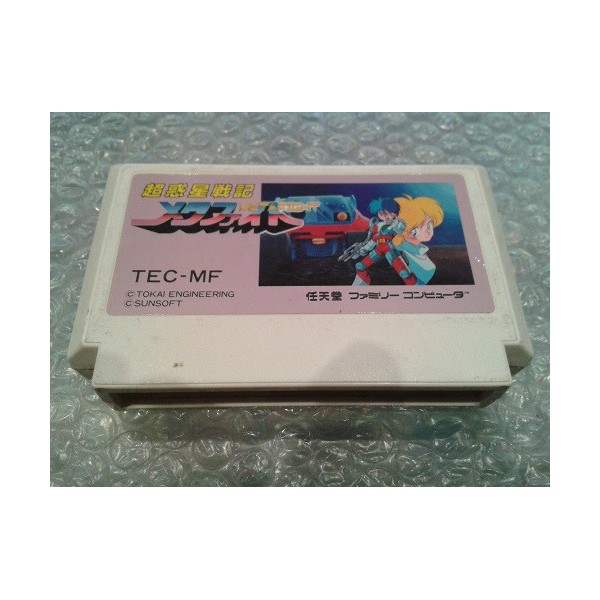 超惑星戦記
メタファイト
METAFIGHT
TEC-MF
© TOKAI ENGINEERING
© SUNSOFT
任天堂 ファミリー コンピュータ